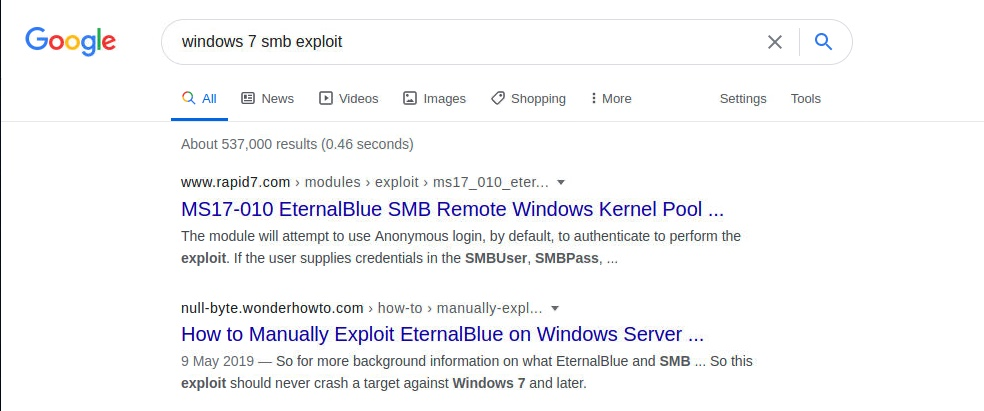 Google
windows 7 smb exploit
All News Videos Images Shopping More Settings Tools
About 537,000 results (0.46 seconds)
www.rapid7.com › modules › exploit › ms17_010_eter...
MS17-010 EternalBlue SMB Remote Windows Kernel Pool ...
The module will attempt to use Anonymous login, by default, to authenticate to perform the
exploit. If the user supplies credentials in the SMBUser, SMBPass, ...
null-byte.wonderhowto.com › how-to › manually-expl...
How to Manually Exploit EternalBlue on Windows Server ...
9 May 2019 — So for more background information on what EternalBlue and SMB ... So this
exploit should never crash a target against Windows 7 and later.